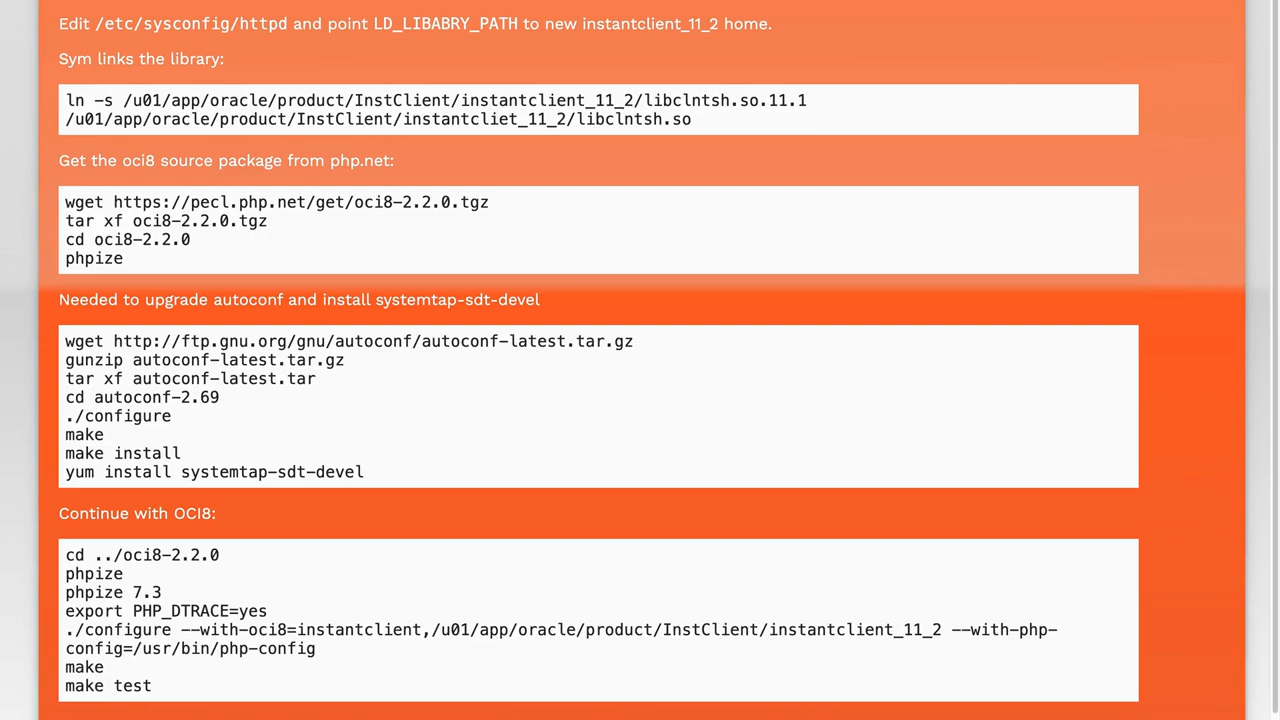 Edit /etc/sysconfig/httpd and point LD_LIBABRY_PATH to new instantclient_11_2 home.
Sym links the library:
ln -s /u01/app/oracle/product/InstClient/instantclient_11_2/libclntsh.so.11.1
/u01/app/oracle/product/InstClient/instantcliet_11_2/libclntsh.so
Get the oci8 source package from php.net:
wget https://pecl.php.net/get/oci8-2.2.0.tgz
tar xf oci8-2.2.0.tgz
cd oci8-2.2.0
phpize
Needed to upgrade autoconf and install systemtap-sdt-devel
wget http://ftp.gnu.org/gnu/autoconf/autoconf-latest.tar.gz
gunzip autoconf-latest.tar.gz
tar xf autoconf-latest.tar
cd autoconf-2.69
./configure
make
make install
yum install systemtap-sdt-devel
Continue with OCI8:
cd ../oci8-2.2.0
phpize
phpize 7.3
export PHP_DTRACE=yes
./configure --with-oci8=instantclient,/u01/app/oracle/product/InstClient/instantclient_11_2 --with-php-
config=/usr/bin/php-config
make
make test